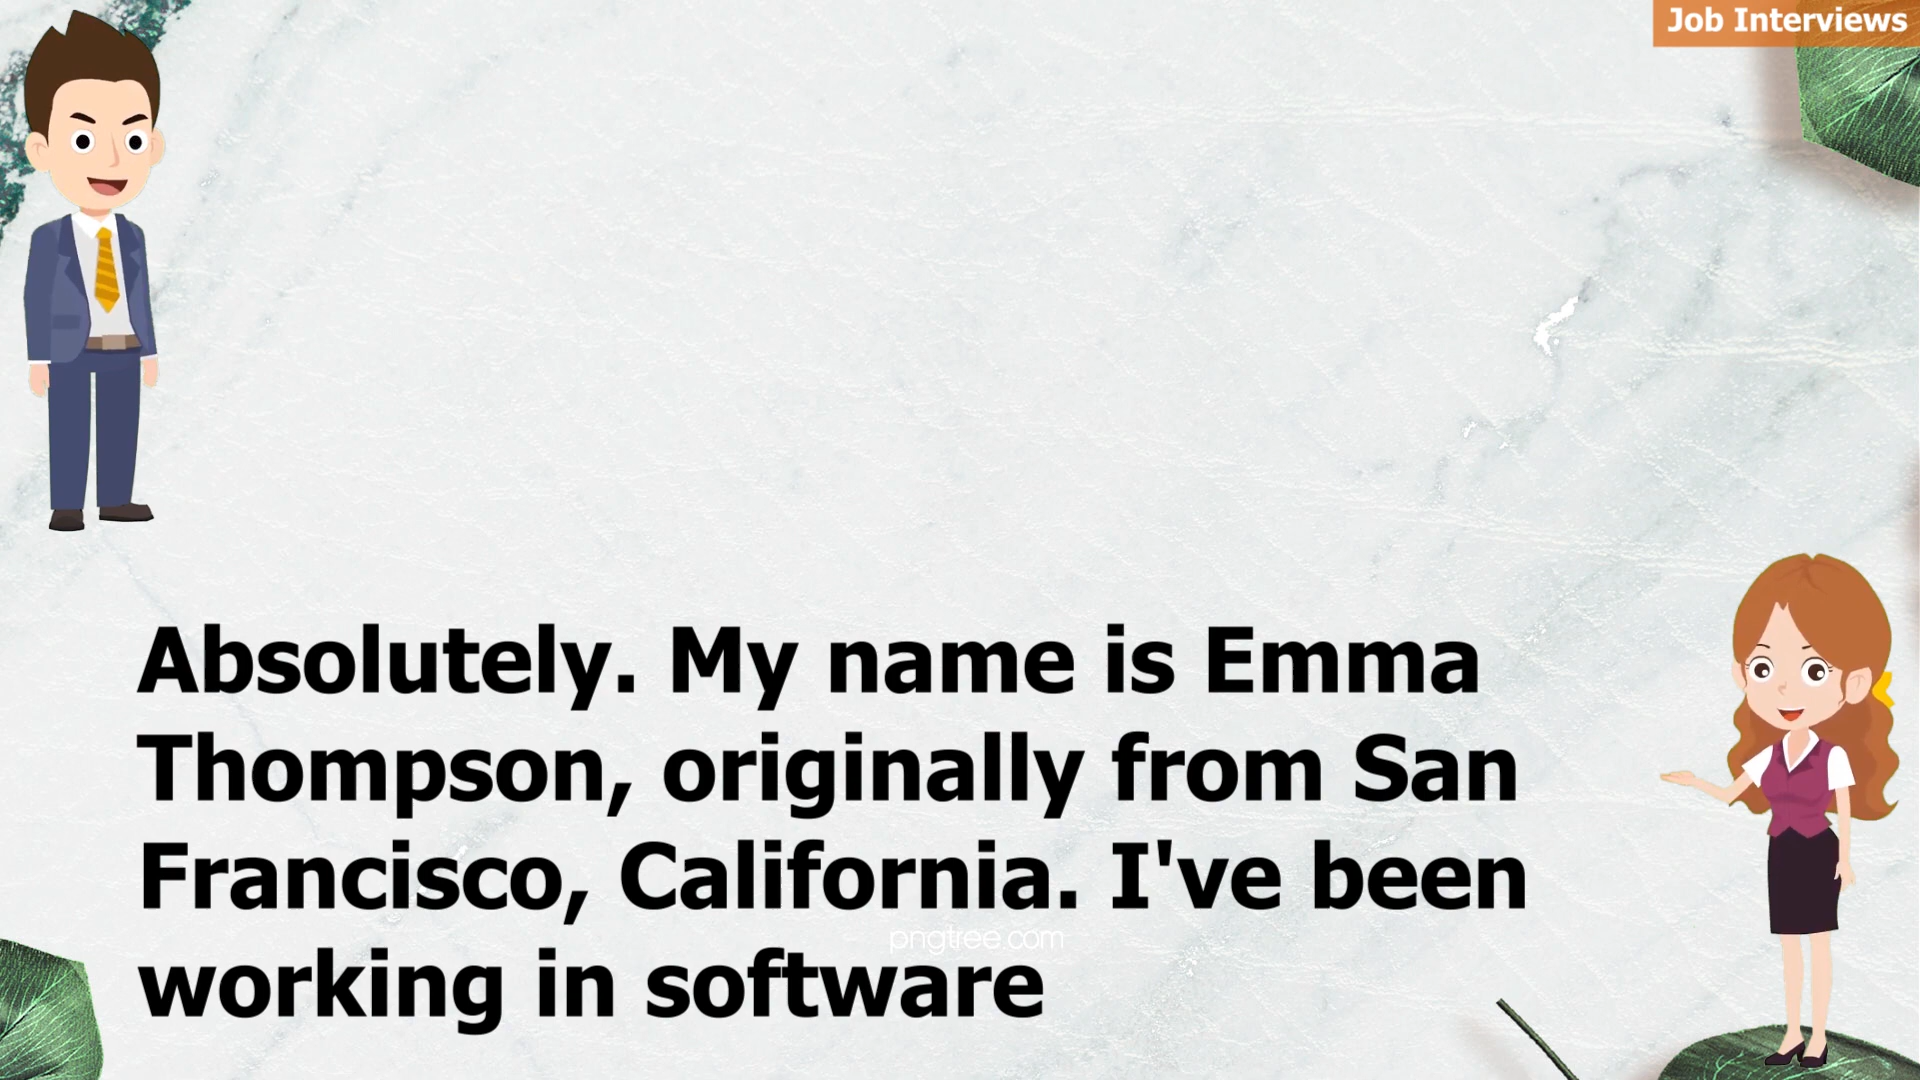 Job Interviews
Absolutely. My name is Emma
Thompson, originally from San
Francisco, California. I've been
pngtree.com
working in software